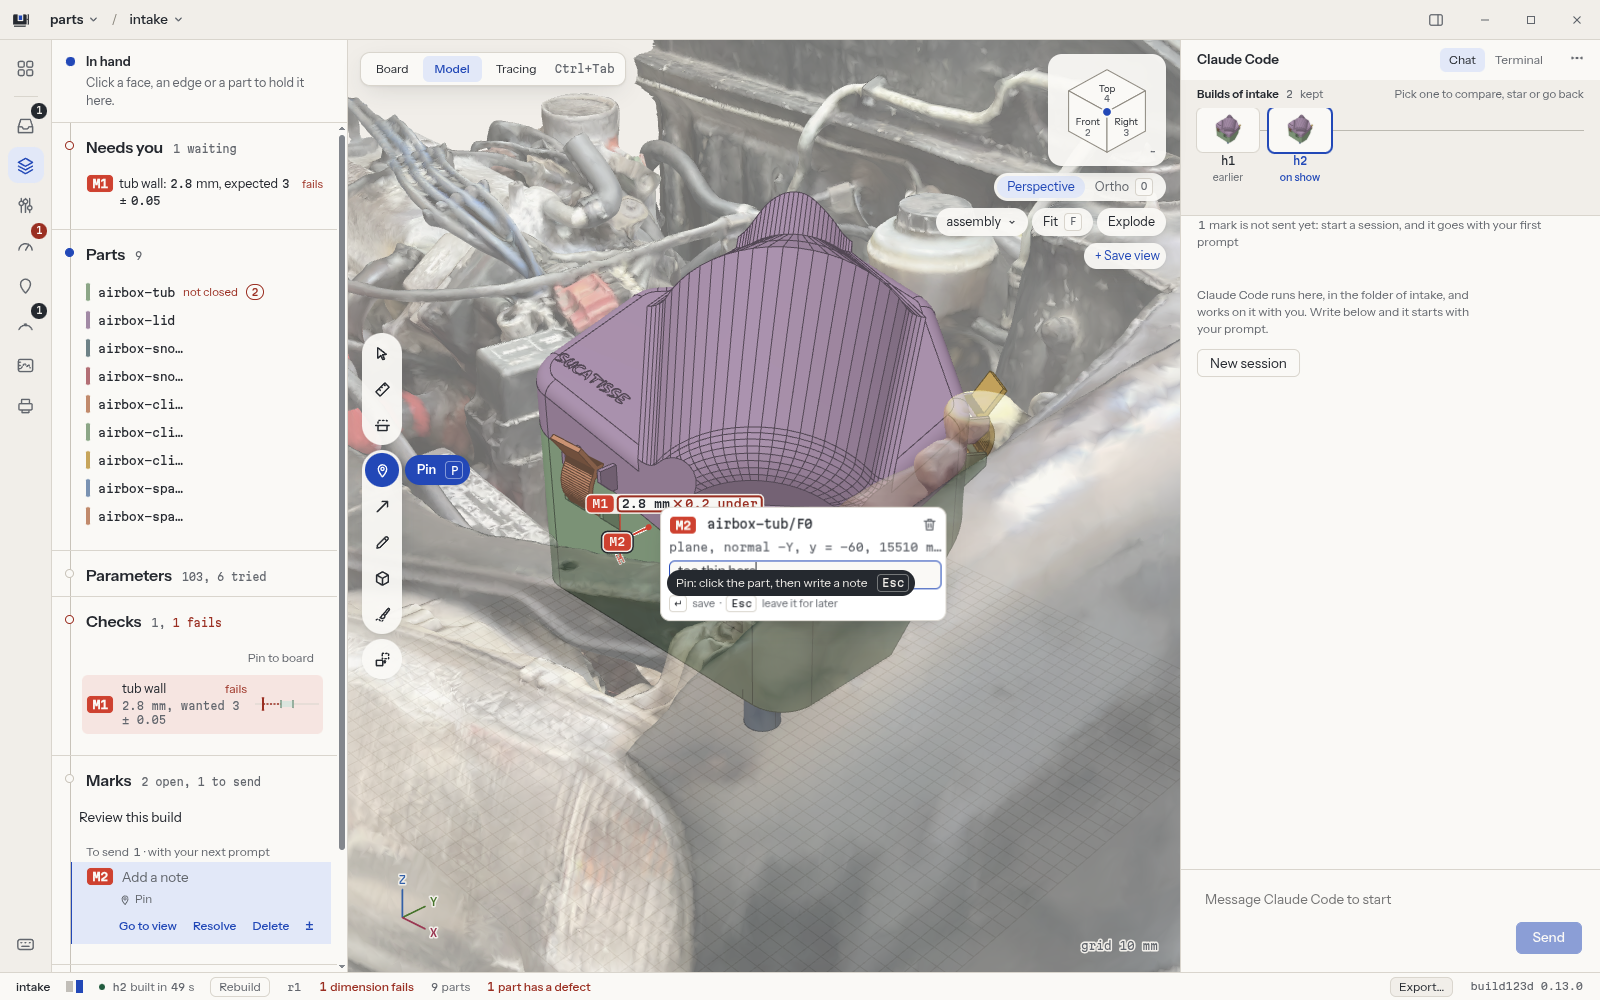 parts / intake
In hand
Click a face, an edge or a part to hold it
here.
Needs you 1 waiting
M1 tub wall: 2.8 mm, expected 3 fails
± 0.05
Parts 9
airbox-tub not closed 2
airbox-lid
airbox-sno…
airbox-sno…
airbox-cli…
airbox-cli…
airbox-cli…
airbox-spa…
airbox-spa…
Parameters 103, 6 tried
Checks 1, 1 fails
Pin to board
tub wall fails
M1 2.8 mm, wanted 3
± 0.05
Marks 2 open, 1 to send
Review this build
To send 1 · with your next prompt
M2 Add a note
Pin
Go to view Resolve Delete ±
1
1
1
Board Model Tracing Ctrl+Tab
Top
4
Front
2
Right
3
Perspective Ortho 0
assembly Fit F Explode
+ Save view
SUCATISSE
Pin P
M1 2.8 mm × 0.2 under
M2
M2 airbox-tub/F0
plane, normal -Y, y = -60, 15510 m…
Pin: click the part, then write a note Esc
↵ save · Esc leave it for later
Z
Y
X
grid 10 mm
Claude Code Chat Terminal
Builds of intake 2 kept Pick one to compare, star or go back
h1 h2
earlier on show
1 mark is not sent yet: start a session, and it goes with your first
prompt
Claude Code runs here, in the folder of intake, and
works on it with you. Write below and it starts with
your prompt.
New session
Message Claude Code to start
Send
intake h2 built in 49 s Rebuild r1 1 dimension fails 9 parts 1 part has a defect Export… build123d 0.13.0